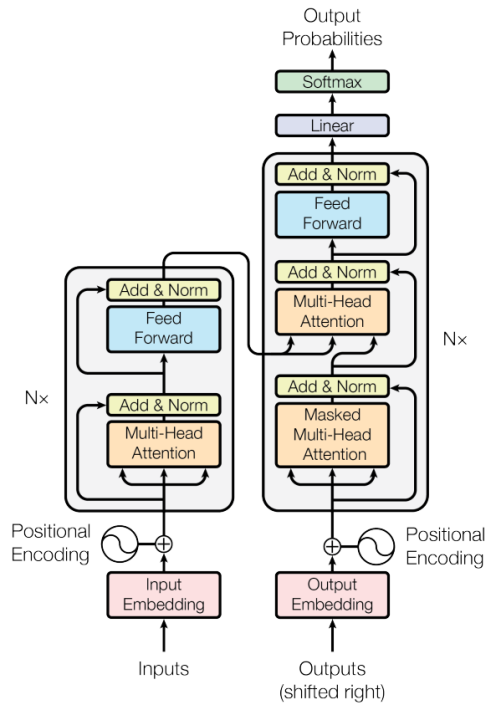 Output
Probabilities
Softmax
Linear
Add & Norm
Feed
Forward
Add & Norm
Multi-Head
Attention
Add & Norm
Masked
Multi-Head
Attention
N×
Add & Norm
Feed
Forward
Add & Norm
Multi-Head
Attention
N×
Positional
Encoding
Positional
Encoding
Input
Embedding
Output
Embedding
Inputs
Outputs
(shifted right)